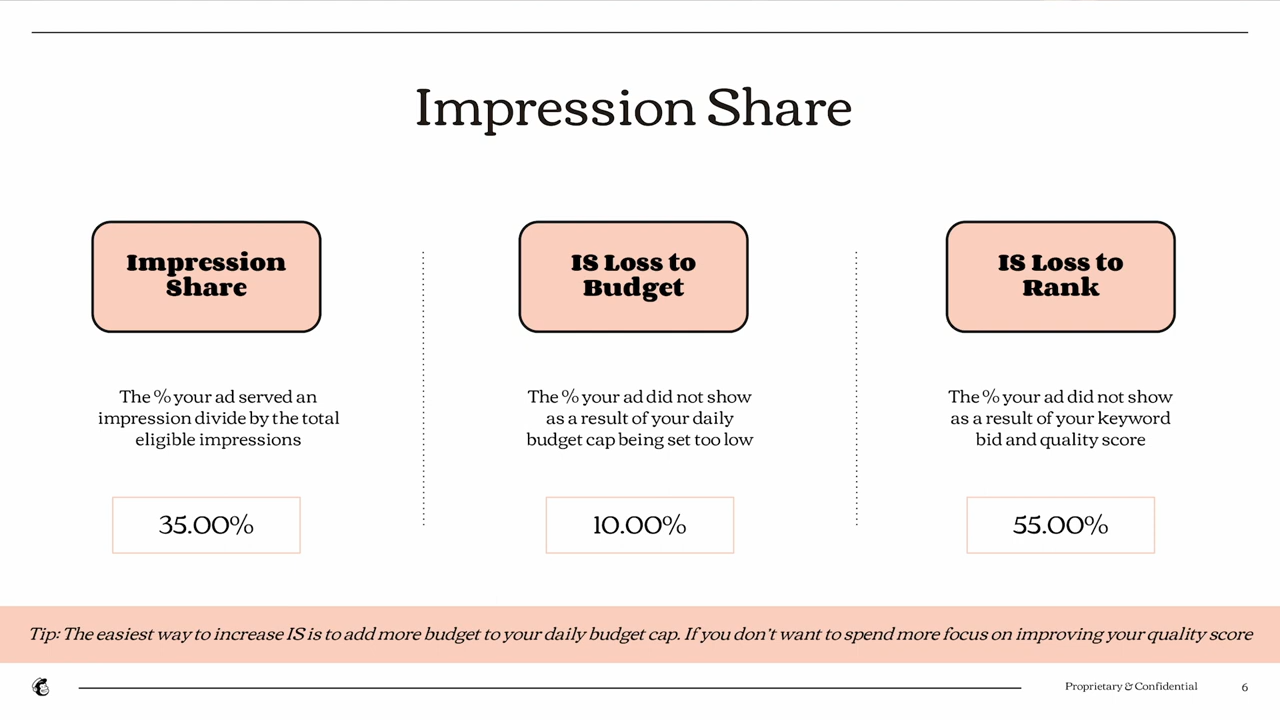 Impression Share
Impression
Share
The % your ad served an
impression divide by the total
eligible impressions
35.00%
IS Loss to
Budget
The % your ad did not show
as a result of your daily
budget cap being set too low
10.00%
IS Loss to
Rank
The % your ad did not show
as a result of your keyword
bid and quality score
55.00%
Tip: The easiest way to increase IS is to add more budget to your daily budget cap. If you don't want to spend more focus on improving your quality score
Proprietary & Confidential
6